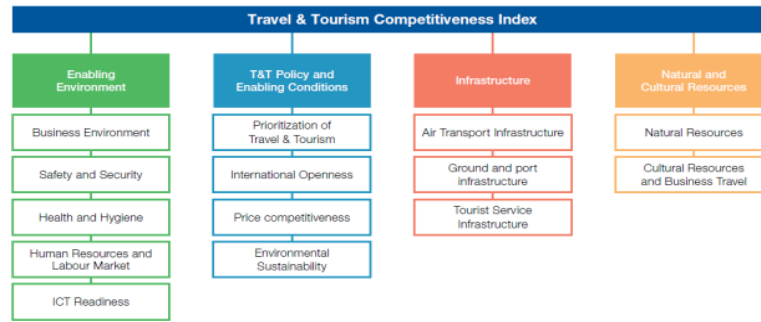 Travel & Tourism Competitiveness Index
Enabling
Environment
Business Environment
Safety and Security
Health and Hygiene
Human Resources and
Labour Market
ICT Readiness
T&T Policy and
Enabling Conditions
Prioritization of
Travel & Tourism
International Openness
Price competitiveness
Environmental
Sustainability
Infrastructure
Air Transport Infrastructure
Ground and port
infrastructure
Tourist Service
Infrastructure
Natural and
Cultural Resources
Natural Resources
Cultural Resources
and Business Travel